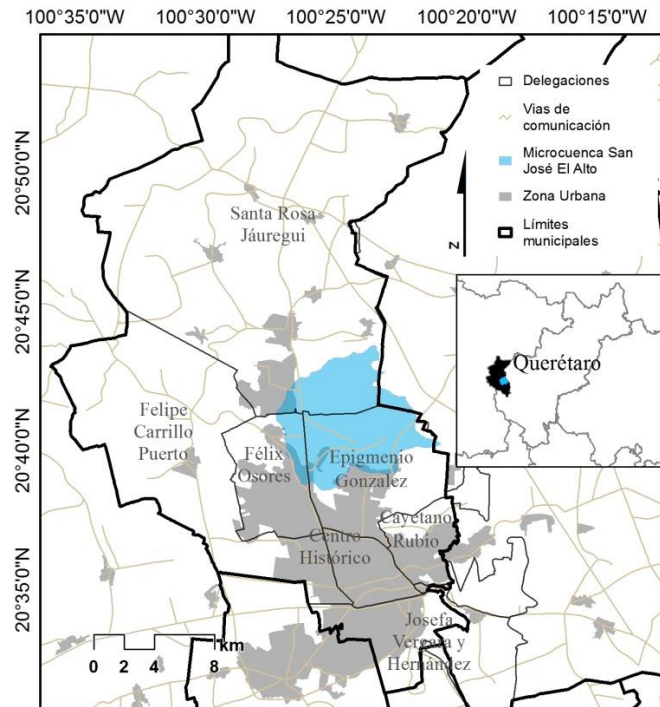 100°35'0"W 100°30'0"W 100°25'0"W 100°20'0"W 100°15'0"W
20°50'0"N
20°45'0"N
20°40'0"N
20°35'0"N
Delegaciones
Vias de
comunicación
Microcuenca San
José El Alto
Zona Urbana
Límites
municipales
N
Querétaro
Santa Rosa
Jáuregui
Felipe
Carrillo
Puerto
Félix
Osores
Epigmenio
Gonzalez
Cayetano
Rubio
Centro
Histórico
Josefa
Vergara y
Hernández
km
0 2 4 8